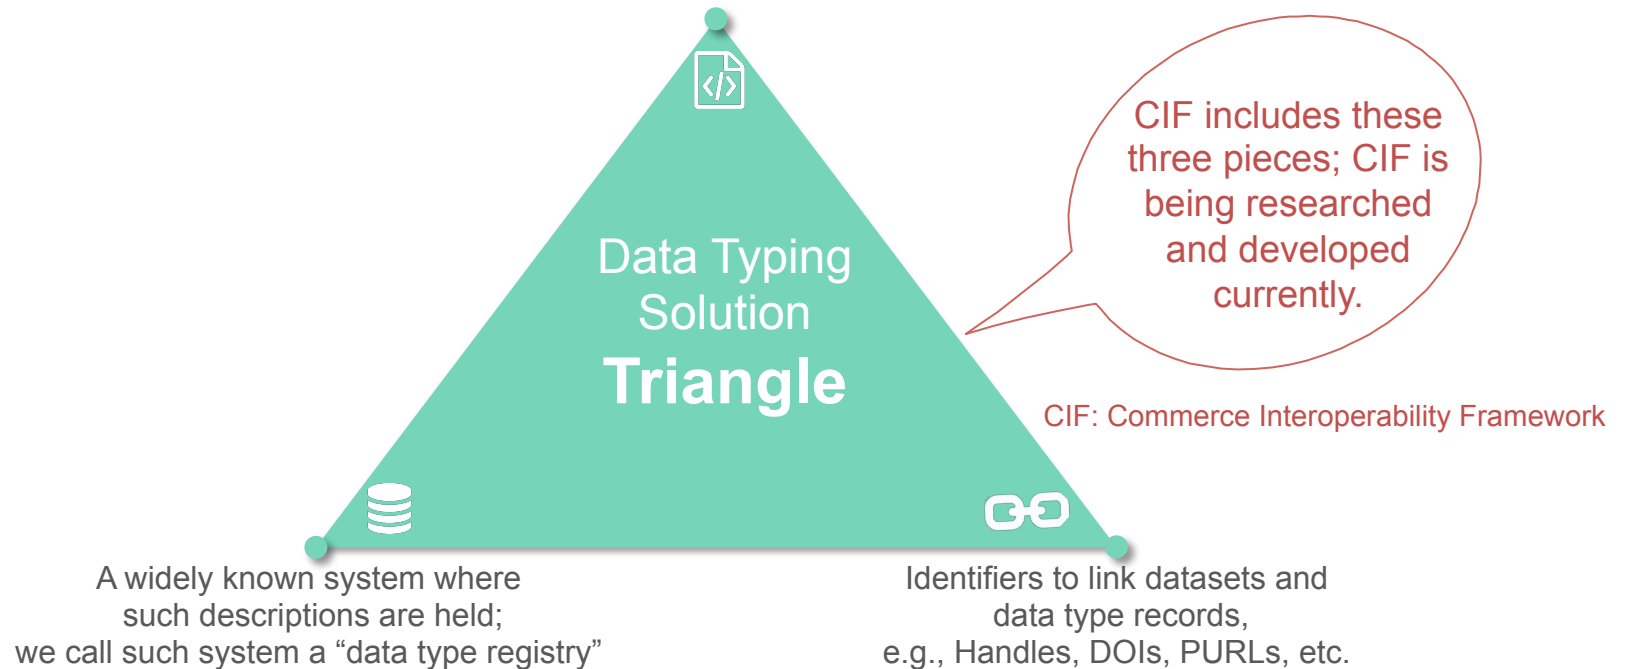 </>
CIF includes these
three pieces; CIF is
being researched
and developed
currently.
Data Typing
Solution
Triangle
CIF: Commerce Interoperability Framework
A widely known system where
such descriptions are held;
we call such system a “data type registry”
Identifiers to link datasets and
data type records,
e.g., Handles, DOIs, PURLs, etc.